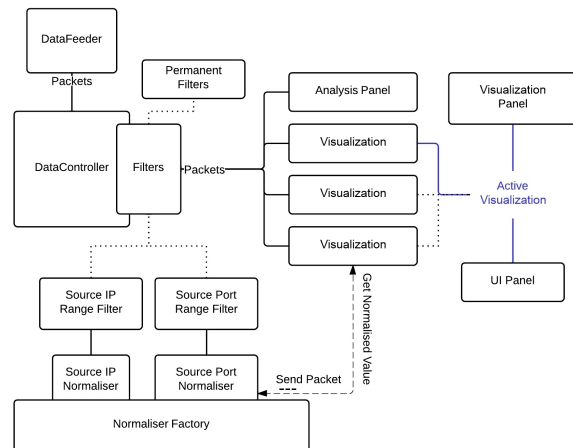 DataFeeder
Packets
Permanent
Filters
DataController
Filters
Packets
Analysis Panel
Visualization
Visualization
Visualization
Visualization
Panel
Active
Visualization
UI Panel
Source IP
Range Filter
Source Port
Range Filter
Get Normalised Value
Send Packet
Source IP
Normaliser
Source Port
Normaliser
Normaliser Factory